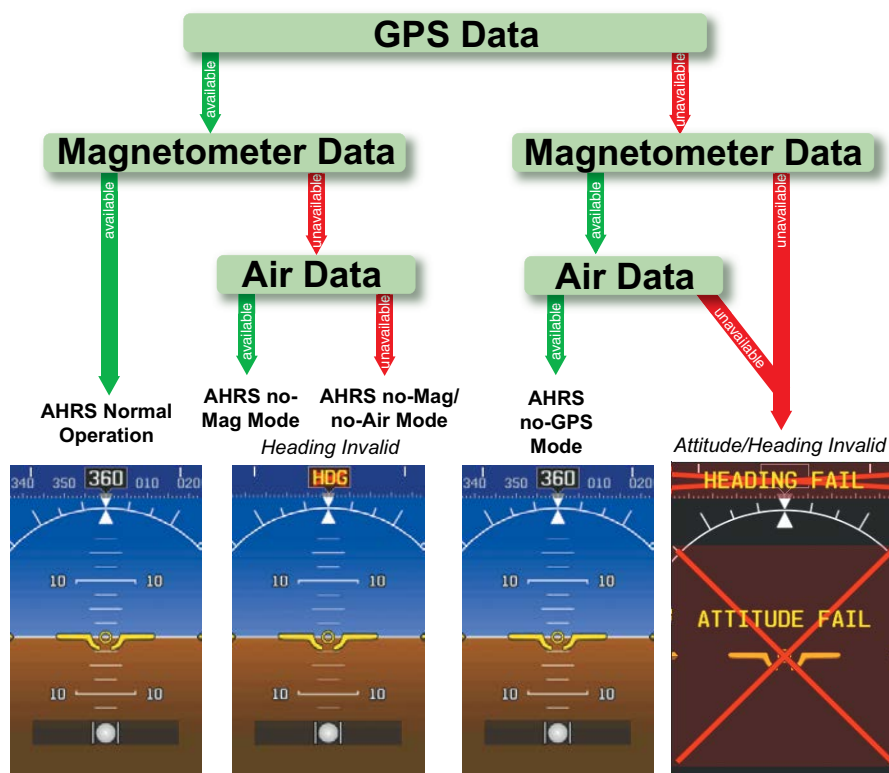 GPS Data
available
unavailable
Magnetometer Data
Magnetometer Data
available
unavailable
available
unavailable
Air Data
Air Data
available
unavailable
available
unavailable
AHRS Normal
Operation
AHRS no-
Mag Mode
AHRS no-Mag/
no-Air Mode
Heading Invalid
AHRS
no-GPS
Mode
Attitude/Heading Invalid
340 350 360 010 020
10 10
10 10
HDG
10 10
10 10
340 350 360 010 020
10 10
10 10
HEADING FAIL
ATTITUDE FAIL